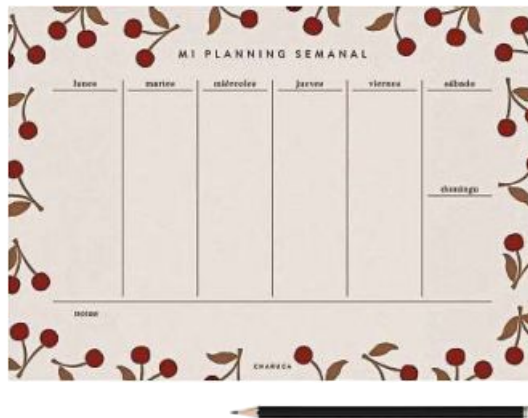 MI PLANNING SEMANAL
lunes martes miércoles jueves viernes sábado
domingo
notas
CHARUCA